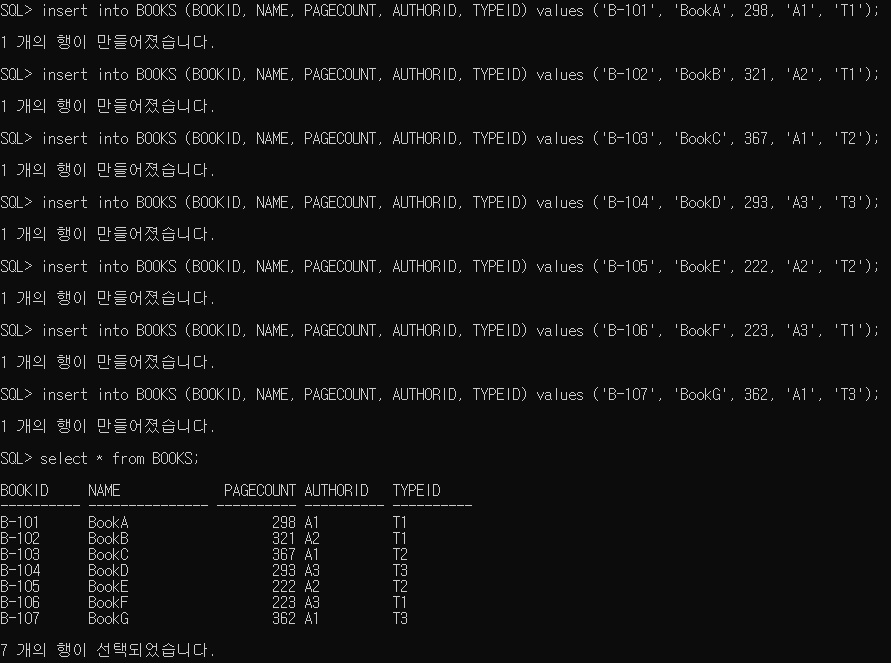 SQL> insert into BOOKS (BOOKID, NAME, PAGECOUNT, AUTHORID, TYPEID) values ('B-101', 'BookA', 298, 'A1', 'T1');
1 개의 행이 만들어졌습니다.
SQL> insert into BOOKS (BOOKID, NAME, PAGECOUNT, AUTHORID, TYPEID) values ('B-102', 'BookB', 321, 'A2', 'T1');
1 개의 행이 만들어졌습니다.
SQL> insert into BOOKS (BOOKID, NAME, PAGECOUNT, AUTHORID, TYPEID) values ('B-103', 'BookC', 367, 'A1', 'T2');
1 개의 행이 만들어졌습니다.
SQL> insert into BOOKS (BOOKID, NAME, PAGECOUNT, AUTHORID, TYPEID) values ('B-104', 'BookD', 293, 'A3', 'T3');
1 개의 행이 만들어졌습니다.
SQL> insert into BOOKS (BOOKID, NAME, PAGECOUNT, AUTHORID, TYPEID) values ('B-105', 'BookE', 222, 'A2', 'T2');
1 개의 행이 만들어졌습니다.
SQL> insert into BOOKS (BOOKID, NAME, PAGECOUNT, AUTHORID, TYPEID) values ('B-106', 'BookF', 223, 'A3', 'T1');
1 개의 행이 만들어졌습니다.
SQL> insert into BOOKS (BOOKID, NAME, PAGECOUNT, AUTHORID, TYPEID) values ('B-107', 'BookG', 362, 'A1', 'T3');
1 개의 행이 만들어졌습니다.
SQL> select * from BOOKS;
BOOKID     NAME             PAGECOUNT AUTHORID   TYPEID
---------- --------------- ---------- ---------- ----------
B-101      BookA                  298 A1         T1
B-102      BookB                  321 A2         T1
B-103      BookC                  367 A1         T2
B-104      BookD                  293 A3         T3
B-105      BookE                  222 A2         T2
B-106      BookF                  223 A3         T1
B-107      BookG                  362 A1         T3
7 개의 행이 선택되었습니다.